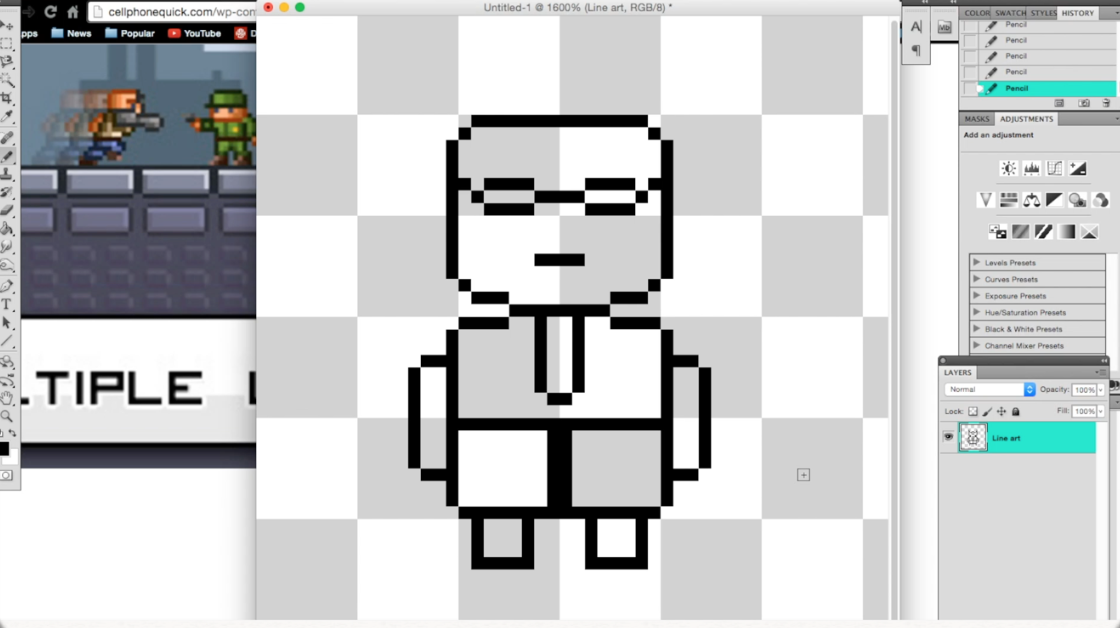 Untitled-1 @ 1600% (Line art, RGB/8) *
cellphonequick.com/wp-con
pps News Popular YouTube D
TIPLE
COLOR SWATCH STYLES HISTORY
Pencil
Pencil
Pencil
Pencil
Pencil
MASKS ADJUSTMENTS
Add an adjustment
Levels Presets
Curves Presets
Exposure Presets
Hue/Saturation Presets
Black & White Presets
Channel Mixer Presets
LAYERS
Normal Opacity: 100%
Lock: Fill: 100%
Line art